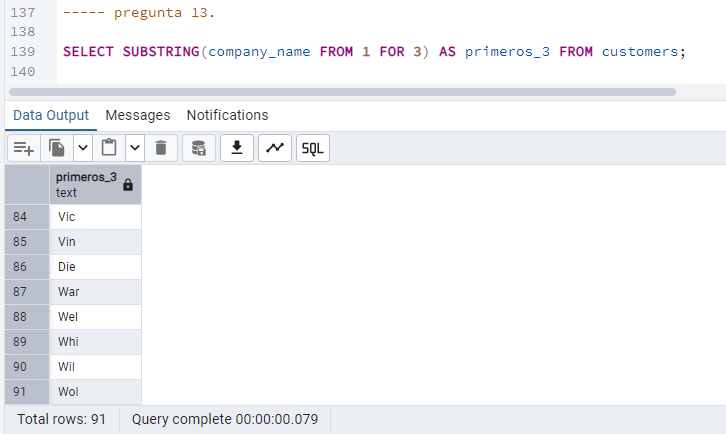 137 ----- pregunta 13.
138
139 SELECT SUBSTRING(company_name FROM 1 FOR 3) AS primeros_3 FROM customers;
140
Data Output Messages Notifications
SQL
primeros_3
text
84 Vic
85 Vin
86 Die
87 War
88 Wel
89 Whi
90 Wil
91 Wol
Total rows: 91 Query complete 00:00:00.079